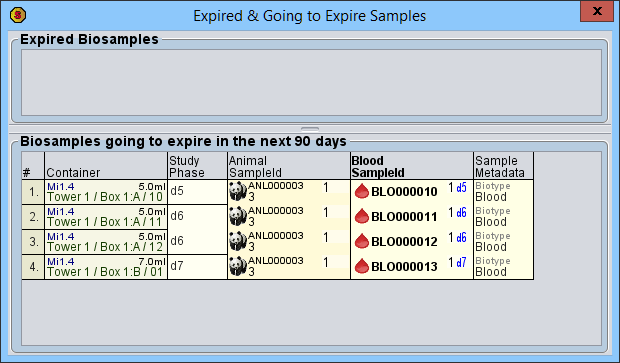 Expired & Going to Expire Samples
Expired Biosamples
Biosamples going to expire in the next 90 days
# Container Study Phase Animal SampleId Blood SampleId Sample Metadata
1. Mi1.4 5.0ml d5 ANL000003 1 BLO000010 1 d5 Biotype
Tower 1 / Box 1:A / 10 3 Blood
2. Mi1.4 5.0ml d6 ANL000003 1 BLO000011 1 d6 Biotype
Tower 1 / Box 1:A / 11 3 Blood
3. Mi1.4 5.0ml d6 ANL000003 1 BLO000012 1 d6 Biotype
Tower 1 / Box 1:A / 12 3 Blood
4. Mi1.4 7.0ml d7 ANL000003 1 BLO000013 1 d7 Biotype
Tower 1 / Box 1:B / 01 3 Blood